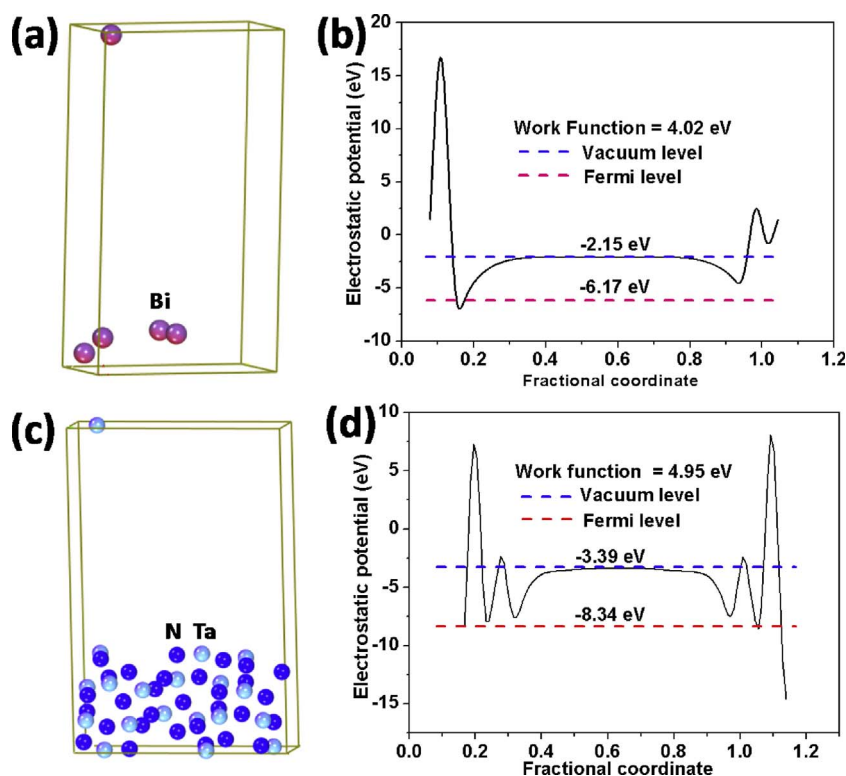 (a)
Bi
(b)
Electrostatic potential (eV)
20
15
10
5
0
-5
-10
Work Function = 4.02 eV
Vacuum level
Fermi level
-2.15 eV
-6.17 eV
0.0 0.2 0.4 0.6 0.8 1.0 1.2
Fractional coordinate
(c)
N Ta
(d)
Electrostatic potential (eV)
10
5
0
-5
-10
-15
Work function = 4.95 eV
Vacuum level
Fermi level
-3.39 eV
-8.34 eV
0.0 0.2 0.4 0.6 0.8 1.0 1.2
Fractional coordinate